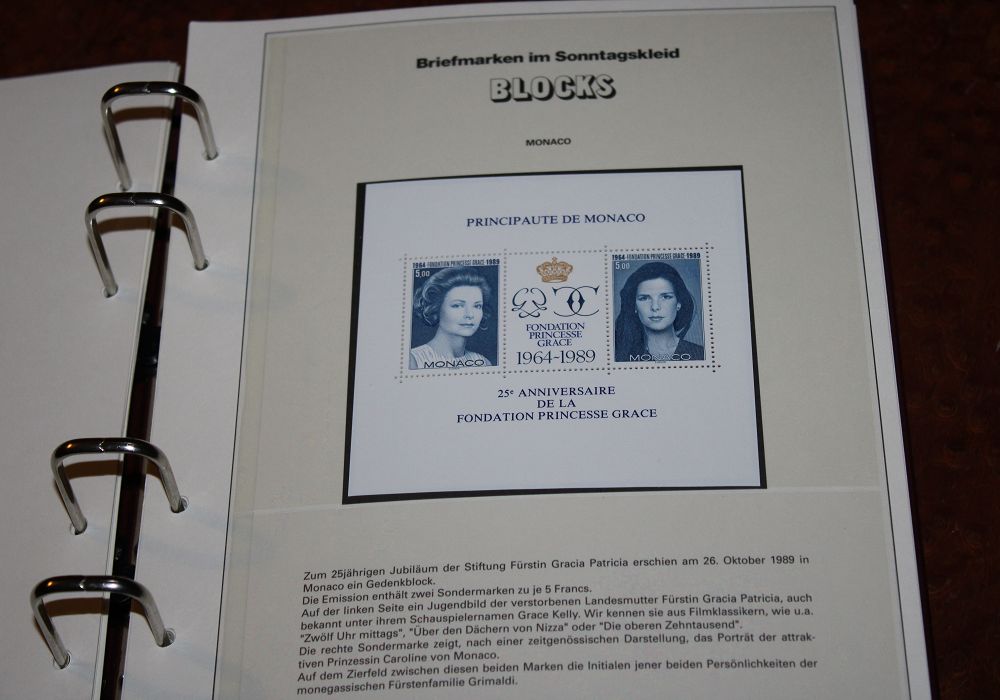 Briefmarken im Sonntagskleid
BLOCKS
MONACO
PRINCIPAUTE DE MONACO
1964·FONDATION PRINCESSE GRACE·1989
5,00
MONACO
FONDATION
PRINCESSE
GRACE
1964-1989
1964·FONDATION PRINCESSE GRACE·1989
5,00
MONACO
25e ANNIVERSAIRE
DE LA
FONDATION PRINCESSE GRACE
Zum 25jährigen Jubiläum der Stiftung Fürstin Gracia Patricia erschien am 26. Oktober 1989 in
Monaco ein Gedenkblock.
Die Emission enthält zwei Sondermarken zu je 5 Francs.
Auf der linken Seite ein Jugendbild der verstorbenen Landesmutter Fürstin Gracia Patricia, auch
bekannt unter ihrem Schauspielernamen Grace Kelly. Wir kennen sie aus Filmklassikern, wie u.a.
"Zwölf Uhr mittags", "Über den Dächern von Nizza" oder "Die oberen Zehntausend".
Die rechte Sondermarke zeigt, nach einer zeitgenössischen Darstellung, das Porträt der attrak-
tiven Prinzessin Caroline von Monaco.
Auf dem Zierfeld zwischen diesen beiden Marken die Initialen jener beiden Persönlichkeiten der
monegassischen Fürstenfamilie Grimaldi.